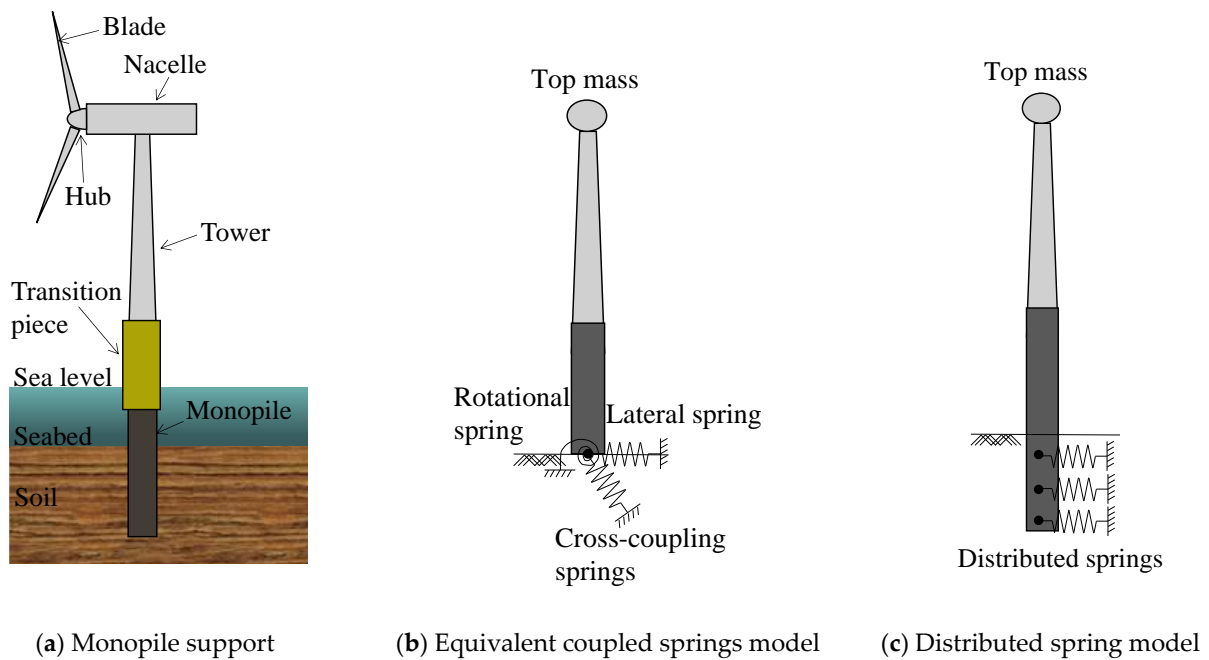 Blade
Nacelle
Hub
Tower
Transition
piece
Sea level
Monopile
Seabed
Soil
(a) Monopile support
Top mass
Rotational
spring
Lateral spring
Cross-coupling
springs
(b) Equivalent coupled springs model
Top mass
Distributed springs
(c) Distributed spring model